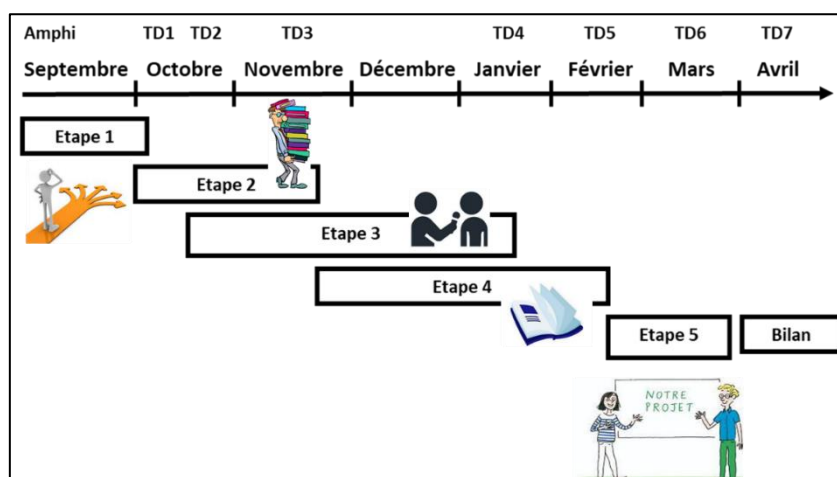 Amphi TD1 TD2 TD3 TD4 TD5 TD6 TD7
Septembre Octobre Novembre Décembre Janvier Février Mars Avril
Etape 1
Etape 2
Etape 3
Etape 4
Etape 5 Bilan
NOTRE
PROJET